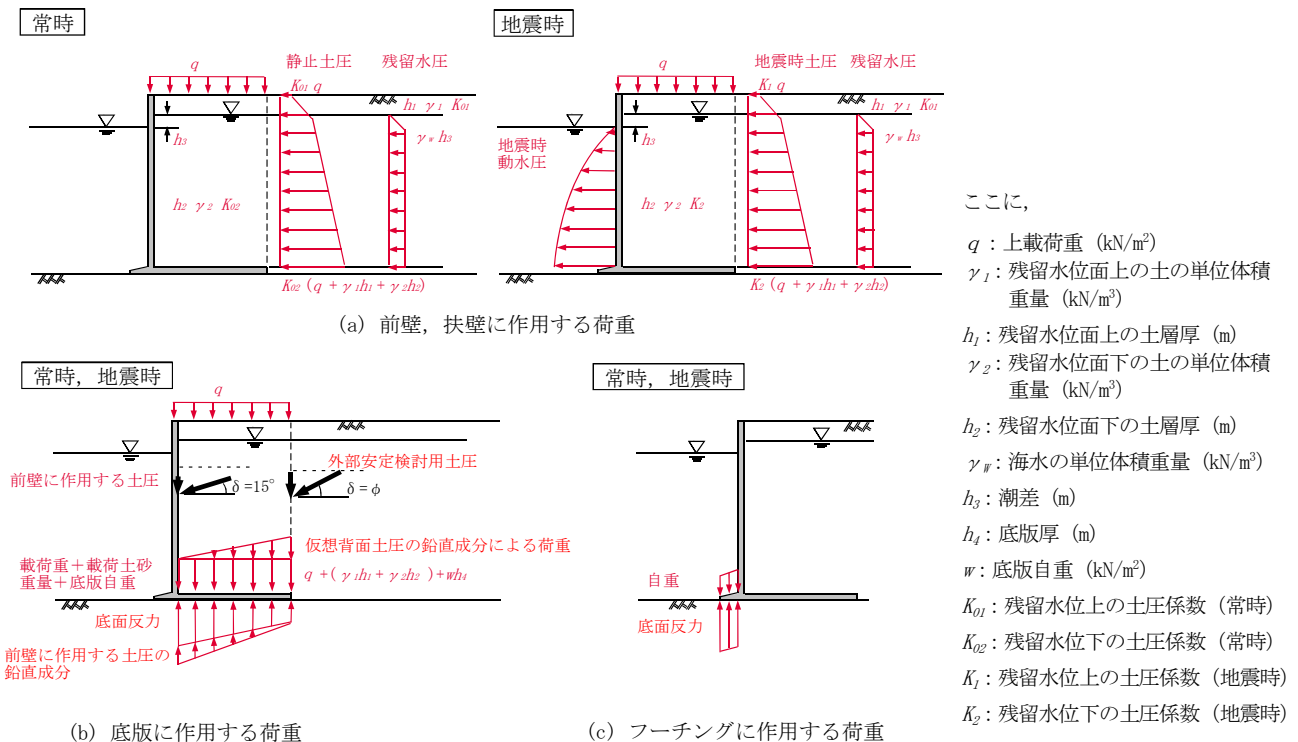 常時
q
静止土圧
残留水圧
K01 q
h1 γ1 K01
h3
γw h3
h2 γ2 K02
K02 (q + γ1h1 + γ2h2)
地震時
q
地震時土圧
残留水圧
K1 q
h1 γ1 K01
h3
γw h3
地震時
動水圧
h2 γ2 K2
K2 (q + γ1h1 + γ2h2)
(a) 前壁，扶壁に作用する荷重
常時，地震時
q
前壁に作用する土圧
δ=15°
外部安定検討用土圧
δ=φ
仮想背面土圧の鉛直成分による荷重
載荷重＋載荷土砂
重量＋底版自重
q +(γ1h1 + γ2h2 )+wh4
底面反力
前壁に作用する土圧の
鉛直成分
(b) 底版に作用する荷重
常時，地震時
自重
底面反力
(c) フーチングに作用する荷重
ここに，
q：上載荷重 (kN/m²)
γ1：残留水位面上の土の単位体積
重量 (kN/m³)
h1：残留水位面上の土層厚 (m)
γ2：残留水位面下の土の単位体積
重量 (kN/m³)
h2：残留水位面下の土層厚 (m)
γW：海水の単位体積重量 (kN/m³)
h3：潮差 (m)
h4：底版厚 (m)
w：底版自重 (kN/m²)
K01：残留水位上の土圧係数 (常時)
K02：残留水位下の土圧係数 (常時)
K1：残留水位上の土圧係数 (地震時)
K2：残留水位下の土圧係数 (地震時)